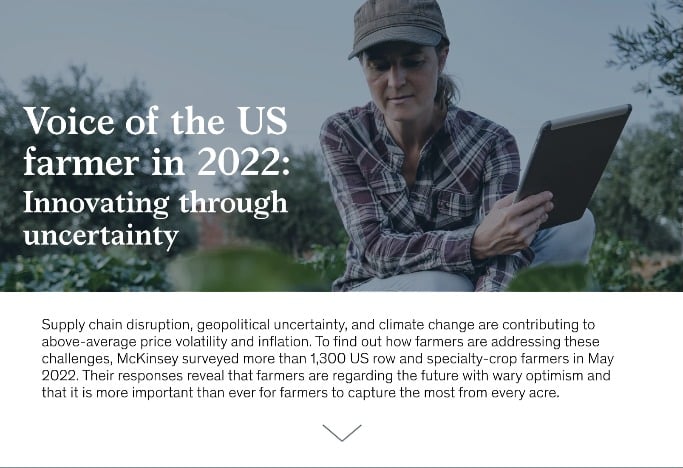 Voice of the US
farmer in 2022:
Innovating through
uncertainty
Supply chain disruption, geopolitical uncertainty, and climate change are contributing to
above-average price volatility and inflation. To find out how farmers are addressing these
challenges, McKinsey surveyed more than 1,300 US row and specialty-crop farmers in May
2022. Their responses reveal that farmers are regarding the future with wary optimism and
that it is more important than ever for farmers to capture the most from every acre.